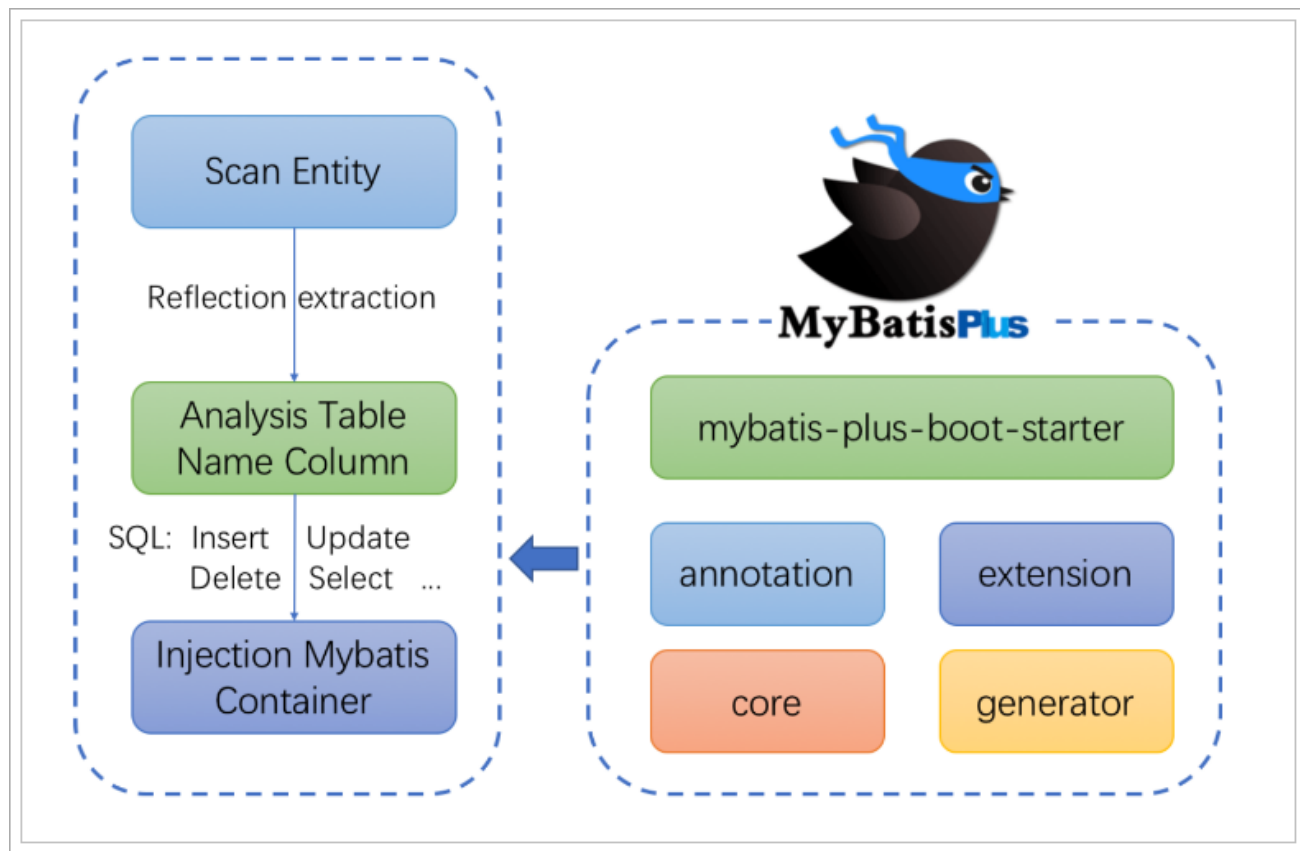 Scan Entity
Reflection extraction
Analysis Table
Name Column
SQL: Insert Update
Delete Select ...
Injection Mybatis
Container
MyBatisPlus
mybatis-plus-boot-starter
annotation extension
core generator